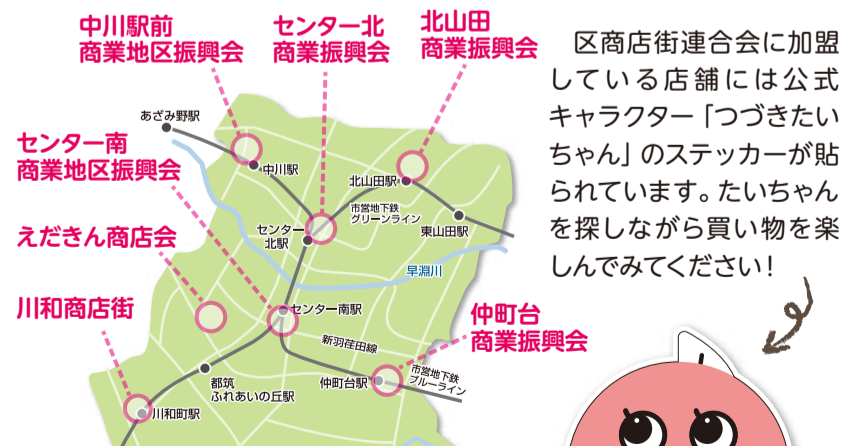 中川駅前
商業地区振興会
センター北
商業振興会
北山田
商業振興会
センター南
商業地区振興会
えだきん商店会
川和商店街
仲町台
商業振興会
あざみ野駅
中川駅
北山田駅
市営地下鉄
グリーンライン
センター
北駅
東山田駅
早淵川
センター南駅
新羽荏田線
都筑
ふれあいの丘駅
仲町台駅
市営地下鉄
ブルーライン
川和町駅
区商店街連合会に加盟
している店舗には公式
キャラクター「つづきたい
ちゃん」のステッカーが貼
られています。たいちゃん
を探しながら買い物を楽
しんでみてください！